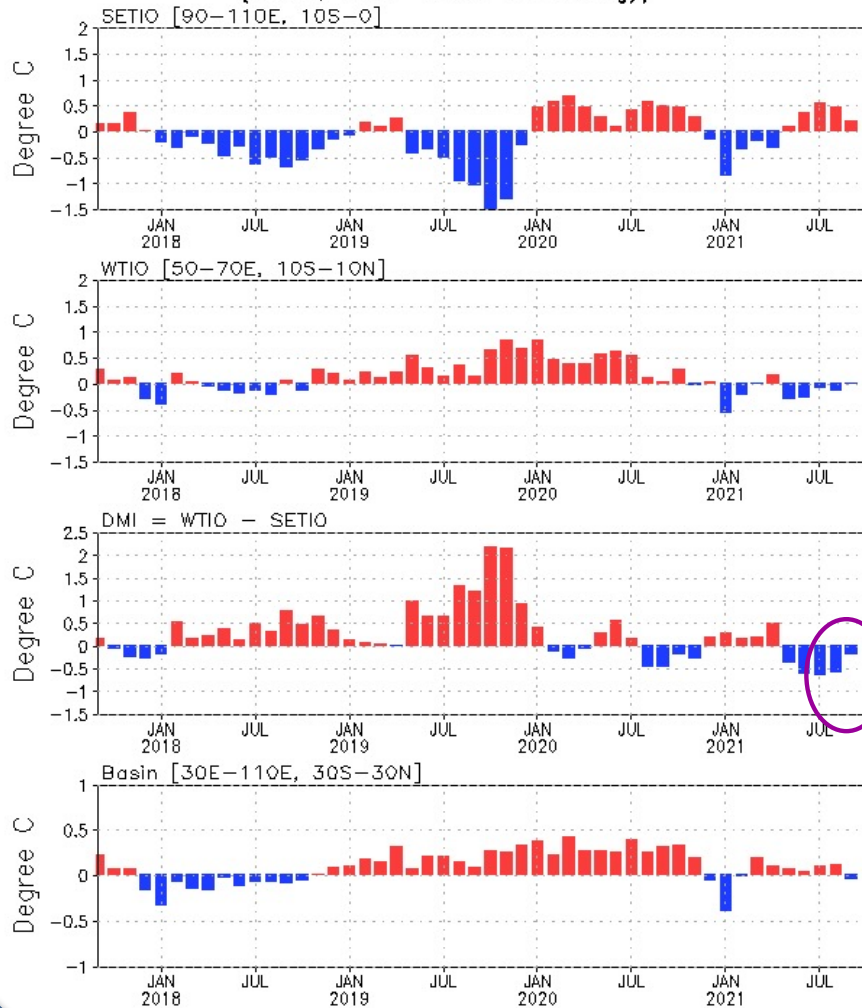 SETIO [90-110E, 10S-0]
Degree C
2
1.5
1
0.5
0
-0.5
-1
-1.5
JAN 2018 JUL JAN 2019 JUL JAN 2020 JUL JAN 2021 JUL
WTIO [50-70E, 10S-10N]
Degree C
2
1.5
1
0.5
0
-0.5
-1
-1.5
JAN 2018 JUL JAN 2019 JUL JAN 2020 JUL JAN 2021 JUL
DMI = WTIO - SETIO
Degree C
2.5
2
1.5
1
0.5
0
-0.5
-1
-1.5
JAN 2018 JUL JAN 2019 JUL JAN 2020 JUL JAN 2021 JUL
Basin [30E-110E, 30S-30N]
Degree C
1
0.5
0
-0.5
-1
JAN 2018 JUL JAN 2019 JUL JAN 2020 JUL JAN 2021 JUL